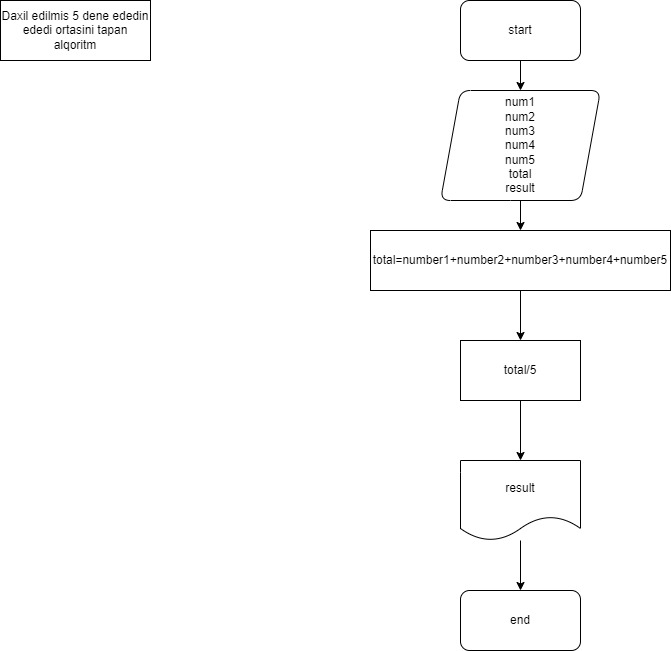 Daxil edilmis 5 dene ededin
ededi ortasini tapan
alqoritm
start
num1
num2
num3
num4
num5
total
result
total=number1+number2+number3+number4+number5
total/5
result
end